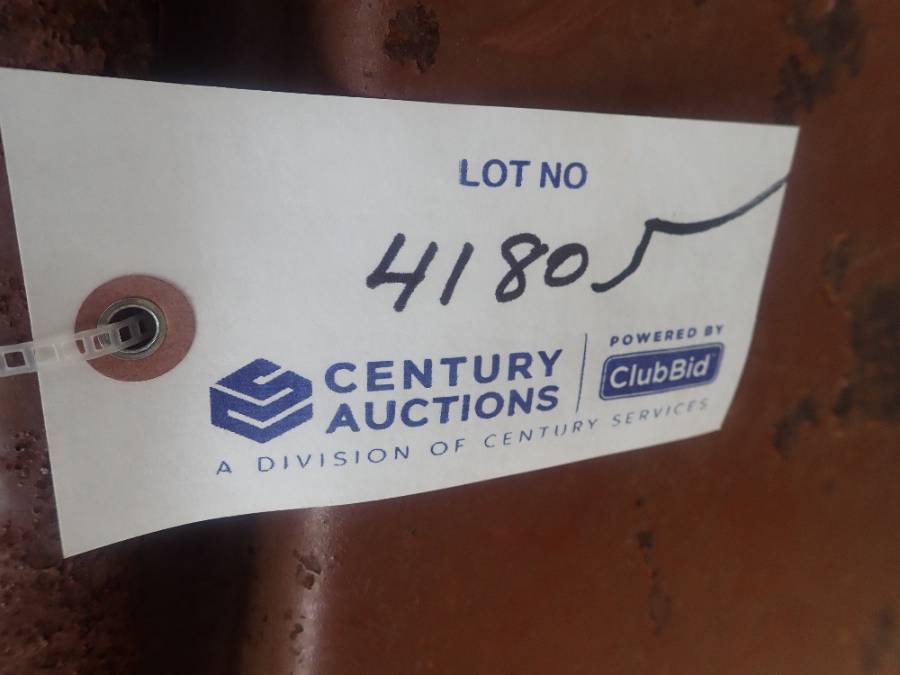 LOT NO
41805
CENTURY
AUCTIONS
A DIVISION OF CENTURY SERVICES
POWERED BY
ClubBid